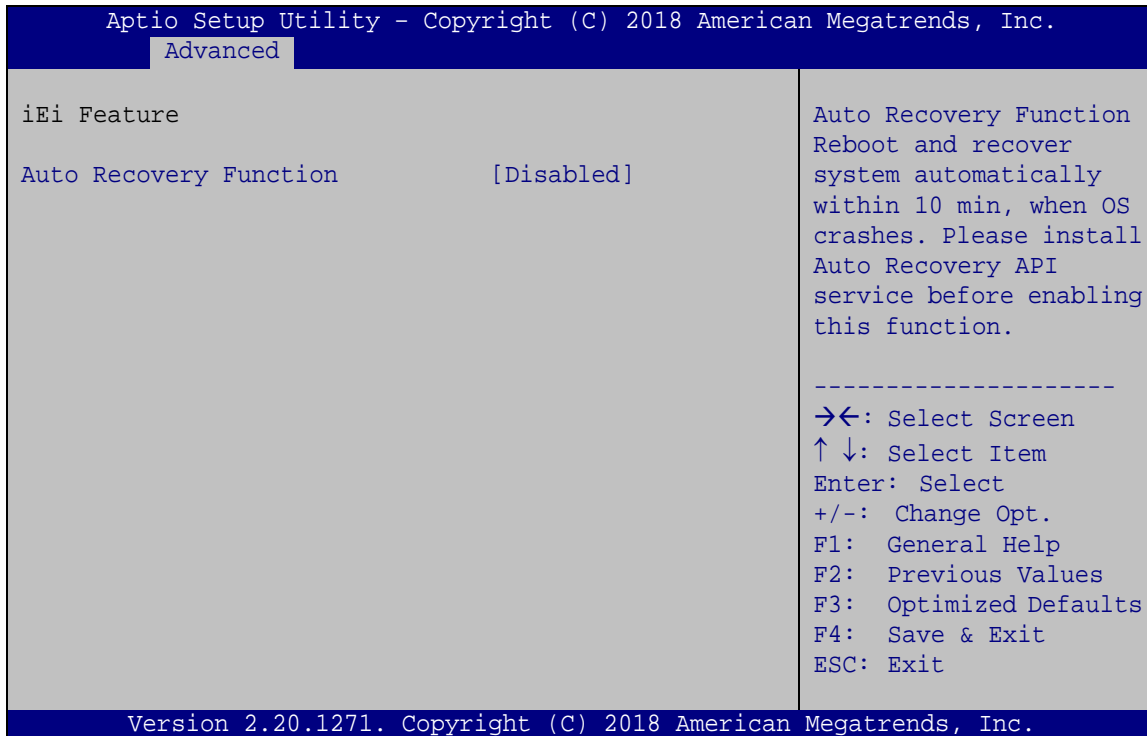 Aptio Setup Utility – Copyright (C) 2018 American Megatrends, Inc.
Advanced
iEi Feature
Auto Recovery Function [Disabled]
Auto Recovery Function
Reboot and recover
system automatically
within 10 min, when OS
crashes. Please install
Auto Recovery API
service before enabling
this function.
---------------------
→←: Select Screen
↑ ↓: Select Item
Enter: Select
+/-: Change Opt.
F1: General Help
F2: Previous Values
F3: Optimized Defaults
F4: Save & Exit
ESC: Exit
Version 2.20.1271. Copyright (C) 2018 American Megatrends, Inc.